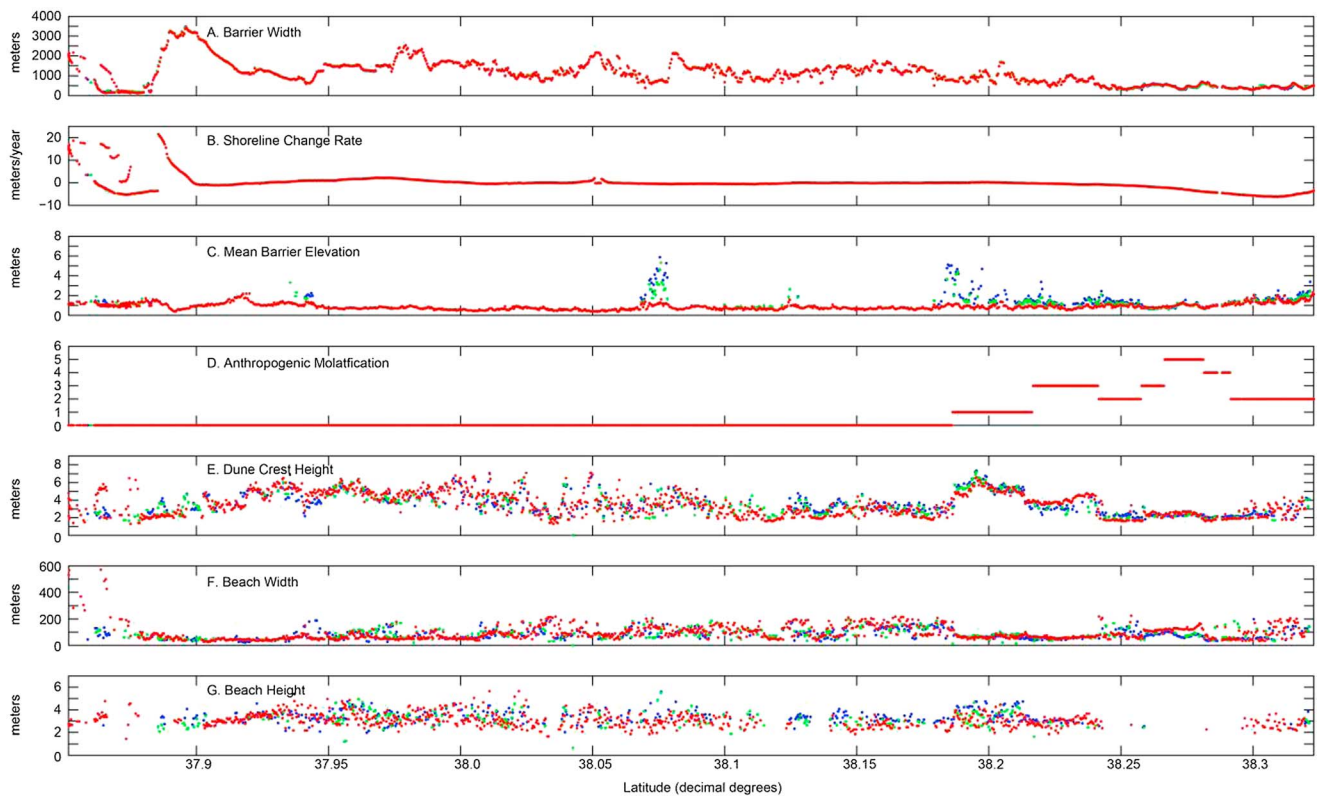 4000
3000
2000
1000
0
meters
A. Barrier Width
20
10
0
−10
meters/year
B. Shoreline Change Rate
8
6
4
2
0
meters
C. Mean Barrier Elevation
6
5
4
3
2
1
0
D. Anthropogenic Molatfication
8
6
4
2
0
meters
E. Dune Crest Height
600
400
200
0
meters
F. Beach Width
6
4
2
0
meters
G. Beach Height
37.9 37.95 38.0 38.05 38.1 38.15 38.2 38.25 38.3
Latitude (decimal degrees)